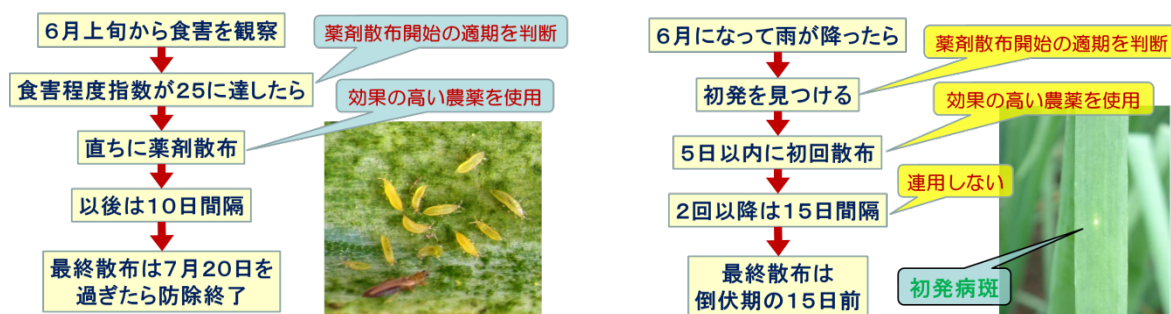 6月上旬から食害を観察
薬剤散布開始の適期を判断
食害程度指数が25に達したら
効果の高い農薬を使用
直ちに薬剤散布
以後は10日間隔
最終散布は7月20日を
過ぎたら防除終了
6月になって雨が降ったら
薬剤散布開始の適期を判断
初発を見つける
効果の高い農薬を使用
5日以内に初回散布
連用しない
2回以降は15日間隔
最終散布は
倒伏期の15日前
初発病斑